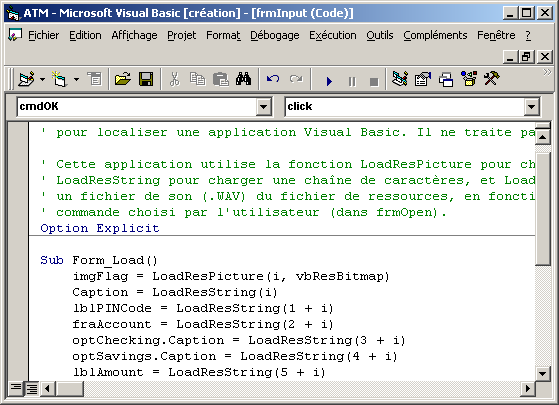 ATM - Microsoft Visual Basic [création] - [frmInput (Code)]
Fichier Edition Affichage Projet Format Débogage Exécution Outils Compléments Fenêtre ?
cmdOK click
' pour localiser une application Visual Basic. Il ne traite pa
' Cette application utilise la fonction LoadResPicture pour ch
' LoadResString pour charger une chaîne de caractères, et Load
' un fichier de son (.WAV) du fichier de ressources, en foncti
' commande choisi par l'utilisateur (dans frmOpen).
Option Explicit
Sub Form_Load()
imgFlag = LoadResPicture(i, vbResBitmap)
Caption = LoadResString(i)
lblPINCode = LoadResString(1 + i)
fraAccount = LoadResString(2 + i)
optChecking.Caption = LoadResString(3 + i)
optSavings.Caption = LoadResString(4 + i)
lblAmount = LoadResString(5 + i)